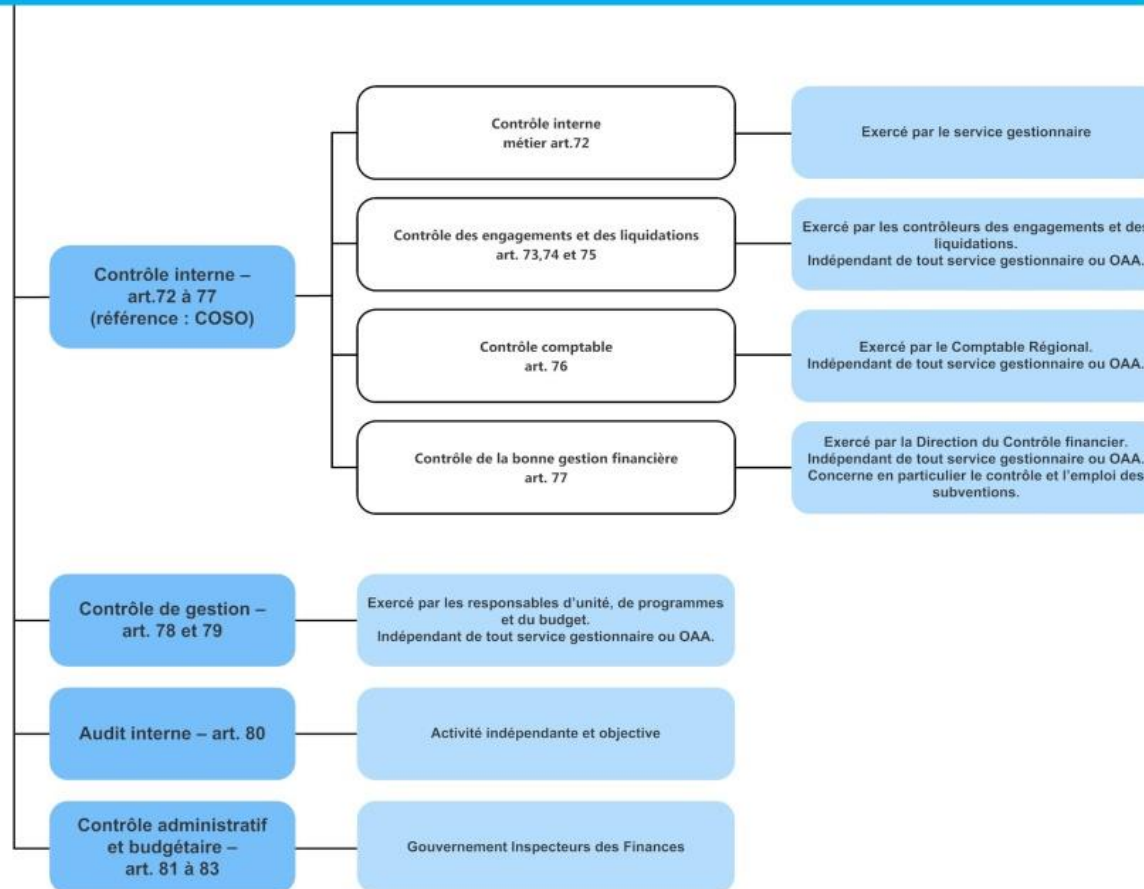 Contrôle interne
métier art.72
Exercé par le service gestionnaire
Contrôle interne –
art.72 à 77
(référence : COSO)
Contrôle des engagements et des liquidations
art. 73,74 et 75
Exercé par les contrôleurs des engagements et des
liquidations.
Indépendant de tout service gestionnaire ou OAA.
Contrôle comptable
art. 76
Exercé par le Comptable Régional.
Indépendant de tout service gestionnaire ou OAA.
Contrôle de la bonne gestion financière
art. 77
Exercé par la Direction du Contrôle financier.
Indépendant de tout service gestionnaire ou OAA.
Concerne en particulier le contrôle et l'emploi des
subventions.
Contrôle de gestion –
art. 78 et 79
Exercé par les responsables d'unité, de programmes
et du budget.
Indépendant de tout service gestionnaire ou OAA.
Audit interne – art. 80
Activité indépendante et objective
Contrôle administratif
et budgétaire –
art. 81 à 83
Gouvernement Inspecteurs des Finances